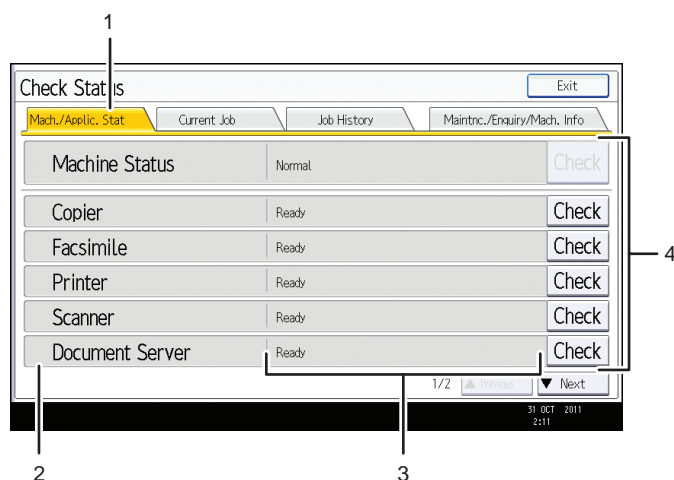 1
Check Status
Exit
Mach./Applic. Stat
Current Job
Job History
Maintnc./Enquiry/Mach. Info
Machine Status
Normal
Check
Copier
Ready
Check
Facsimile
Ready
Check
Printer
Ready
Check
Scanner
Ready
Check
Document Server
Ready
Check
4
1/2
▲ Previous
▼ Next
31 OCT 2011
2:11
2
3